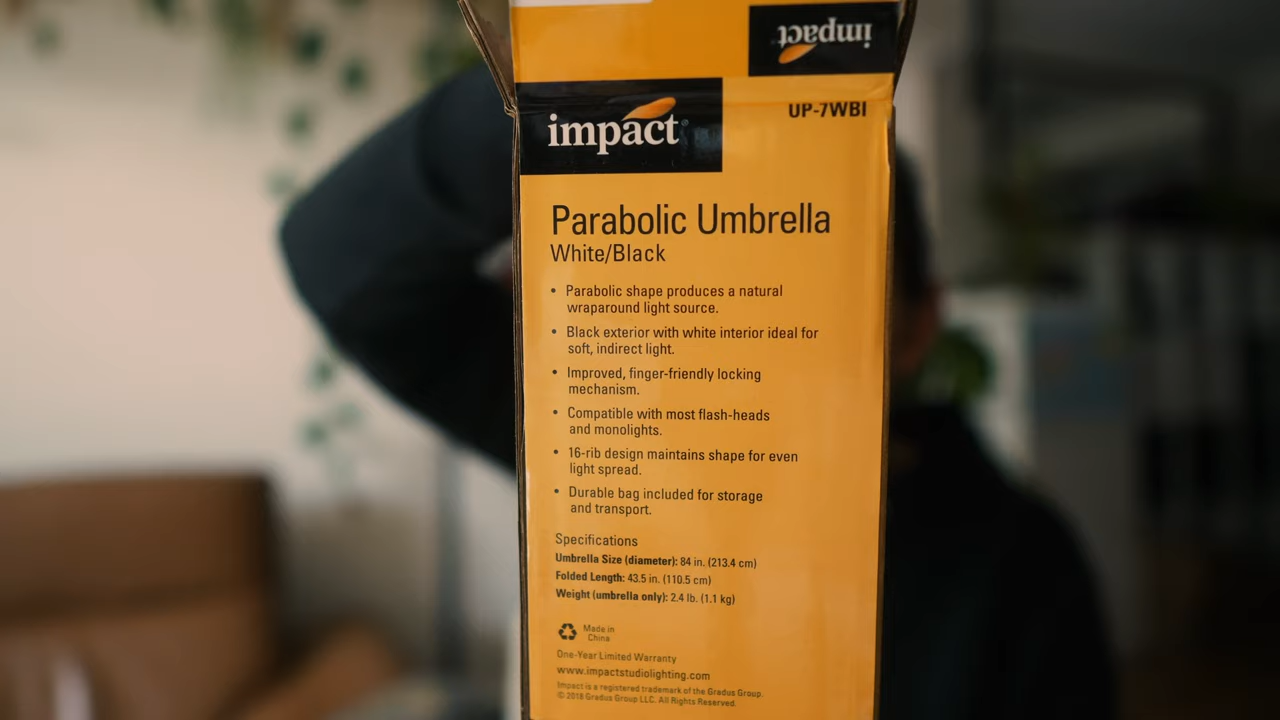 impact
impact®
UP-7WBI
Parabolic Umbrella
White/Black
• Parabolic shape produces a natural
wraparound light source.
• Black exterior with white interior ideal for
soft, indirect light.
• Improved, finger-friendly locking
mechanism.
• Compatible with most flash-heads
and monolights.
• 16-rib design maintains shape for even
light spread.
• Durable bag included for storage
and transport.
Specifications
Umbrella Size (diameter): 84 in. (213.4 cm)
Folded Length: 43.5 in. (110.5 cm)
Weight (umbrella only): 2.4 lb. (1.1 kg)
Made in
China
One-Year Limited Warranty
www.impactstudiolighting.com
Impact is a registered trademark of the Gradus Group.
© 2018 Gradus Group LLC. All Rights Reserved.